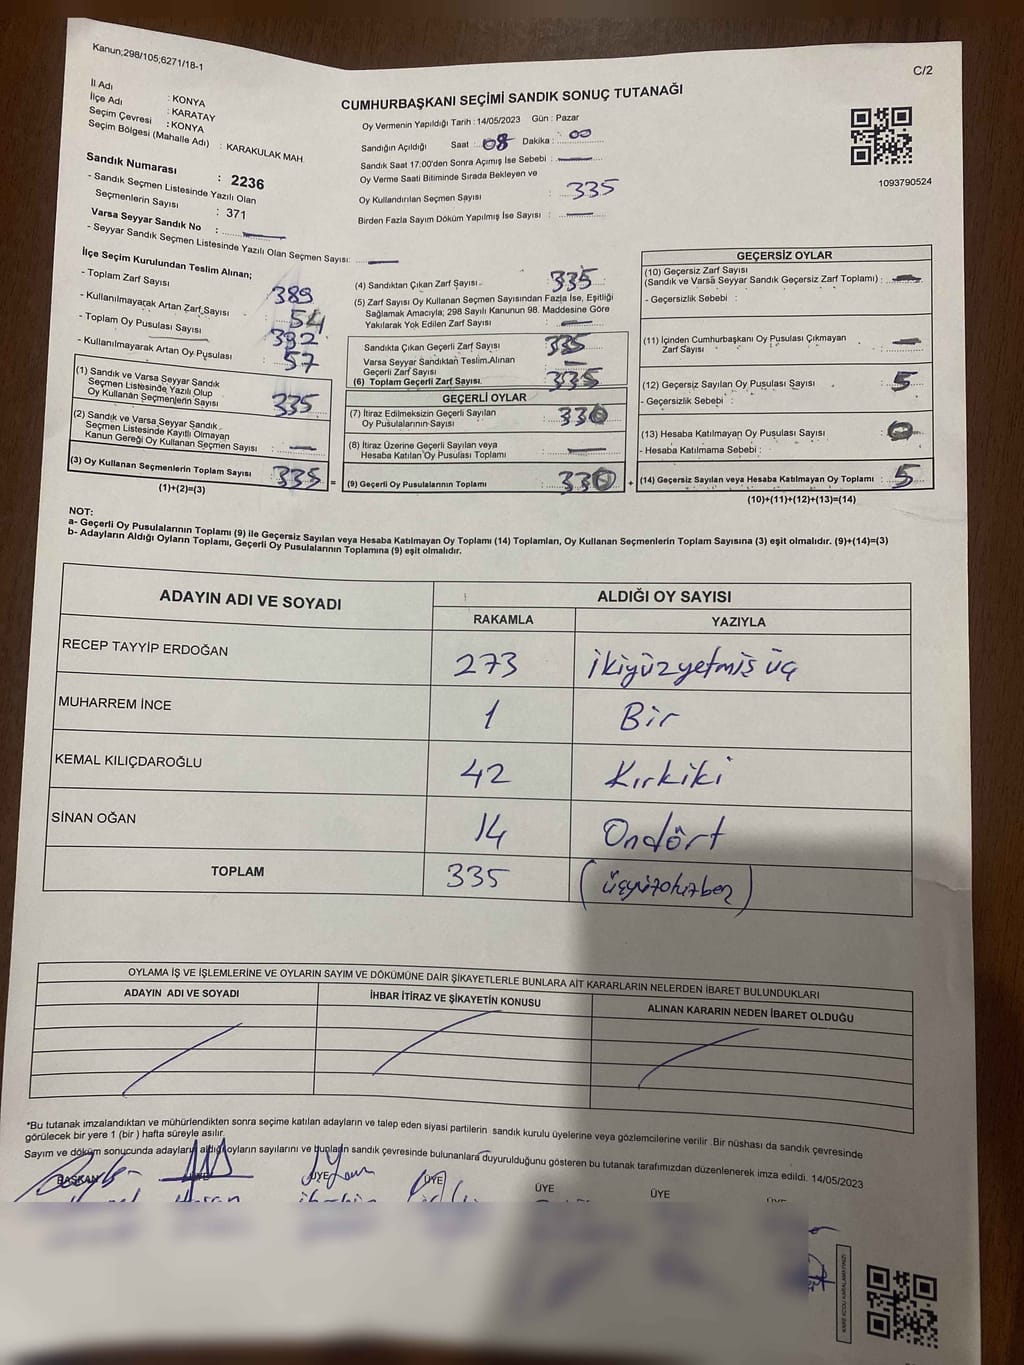 Kanun;298/105;6271/18-1
C/2
İl Adı : KONYA
İlçe Adı : KARATAY
Seçim Çevresi : KONYA
Seçim Bölgesi (Mahalle Adı) : KARAKULAK MAH.
Sandık Numarası : 2236
- Sandık Seçmen Listesinde Yazılı Olan
Seçmenlerin Sayısı : 371
Varsa Seyyar Sandık No :
- Seyyar Sandık Seçmen Listesinde Yazılı Olan Seçmen Sayısı:
CUMHURBAŞKANI SEÇİMİ SANDIK SONUÇ TUTANAĞI
Oy Vermenin Yapıldığı Tarih : 14/05/2023 Gün : Pazar
Sandığın Açıldığı Saat : 08 Dakika : 00
Sandık Saat 17:00'den Sonra Açımış İse Sebebi :
Oy Verme Saati Bitiminde Sırada Bekleyen ve
Oy Kullandırılan Seçmen Sayısı : 335
Birden Fazla Sayım Döküm Yapılmış İse Sayısı :
1093790524
İlçe Seçim Kurulundan Teslim Alınan;
- Toplam Zarf Sayısı : 389
- Kullanılmayarak Artan Zarf Sayısı : 54
- Toplam Oy Pusulası Sayısı : 392
- Kullanılmayarak Artan Oy Pusulası : 57
(1) Sandık ve Varsa Seyyar Sandık
Seçmen Listesinde Yazılı Olup
Oy Kullanan Seçmenlerin Sayısı : 335
(2) Sandık ve Varsa Seyyar Sandık
Seçmen Listesinde Kayıtlı Olmayan
Kanun Gereği Oy Kullanan Seçmen Sayısı :
(3) Oy Kullanan Seçmenlerin Toplam Sayısı : 335 =
(1)+(2)=(3)
(4) Sandıktan Çıkan Zarf Sayısı : 335
(5) Zarf Sayısı Oy Kullanan Seçmen Sayısından Fazla İse, Eşitliği
Sağlamak Amacıyla; 298 Sayılı Kanunun 98. Maddesine Göre
Yakılarak Yok Edilen Zarf Sayısı :
Sandıkta Çıkan Geçerli Zarf Sayısı : 335
Varsa Seyyar Sandıktan Teslim Alınan
Geçerli Zarf Sayısı :
(6) Toplam Geçerli Zarf Sayısı. : 335
GEÇERLİ OYLAR
(7) İtiraz Edilmeksizin Geçerli Sayılan
Oy Pusulalarının Sayısı : 330
(8) İtiraz Üzerine Geçerli Sayılan veya
Hesaba Katılan Oy Pusulası Toplamı :
(9) Geçerli Oy Pusulalarının Toplamı : 330 +
GEÇERSİZ OYLAR
(10) Geçersiz Zarf Sayısı
(Sandık ve Varsa Seyyar Sandık Geçersiz Zarf Toplamı) :
- Geçersizlik Sebebi :
(11) İçinden Cumhurbaşkanı Oy Pusulası Çıkmayan
Zarf Sayısı :
(12) Geçersiz Sayılan Oy Pusulası Sayısı : 5
- Geçersizlik Sebebi :
(13) Hesaba Katılmayan Oy Pusulası Sayısı : 0
- Hesaba Katılmama Sebebi :
(14) Geçersiz Sayılan veya Hesaba Katılmayan Oy Toplamı : 5
(10)+(11)+(12)+(13)=(14)
NOT:
a- Geçerli Oy Pusulalarının Toplamı (9) ile Geçersiz Sayılan veya Hesaba Katılmayan Oy Toplamı (14) Toplamları, Oy Kullanan Seçmenlerin Toplam Sayısına (3) eşit olmalıdır. (9)+(14)=(3)
b- Adayların Aldığı Oyların Toplamı, Geçerli Oy Pusulalarının Toplamına (9) eşit olmalıdır.
ADAYIN ADI VE SOYADI ALDIĞI OY SAYISI
RAKAMLA YAZIYLA
RECEP TAYYİP ERDOĞAN 273 ikiyüzyetmiş üç
MUHARREM İNCE 1 Bir
KEMAL KILIÇDAROĞLU 42 Kırkiki
SİNAN OĞAN 14 Ondört
TOPLAM 335
OYLAMA İŞ VE İŞLEMLERİNE VE OYLARIN SAYIM VE DÖKÜMÜNE DAİR ŞİKAYETLERLE BUNLARA AİT KARARLARIN NELERDEN İBARET BULUNDUKLARI
ADAYIN ADI VE SOYADI İHBAR İTİRAZ VE ŞİKAYETİN KONUSU ALINAN KARARIN NEDEN İBARET OLDUĞU
*Bu tutanak imzalandıktan ve mühürlendikten sonra seçime katılan adayların ve talep eden siyasi partilerin sandık kurulu üyelerine veya gözlemcilerine verilir .Bir nüshası da sandık çevresinde
görülecek bir yere 1 (bir ) hafta süreyle asılır.
Sayım ve döküm sonucunda adayların aldığı oyların sayılarını ve bunların sandık çevresinde bulunanlara duyurulduğunu gösteren bu tutanak tarafımızdan düzenlenerek imza edildi. 14/05/2023
BAŞKAN ÜYE ÜYE ÜYE ÜYE ÜYE